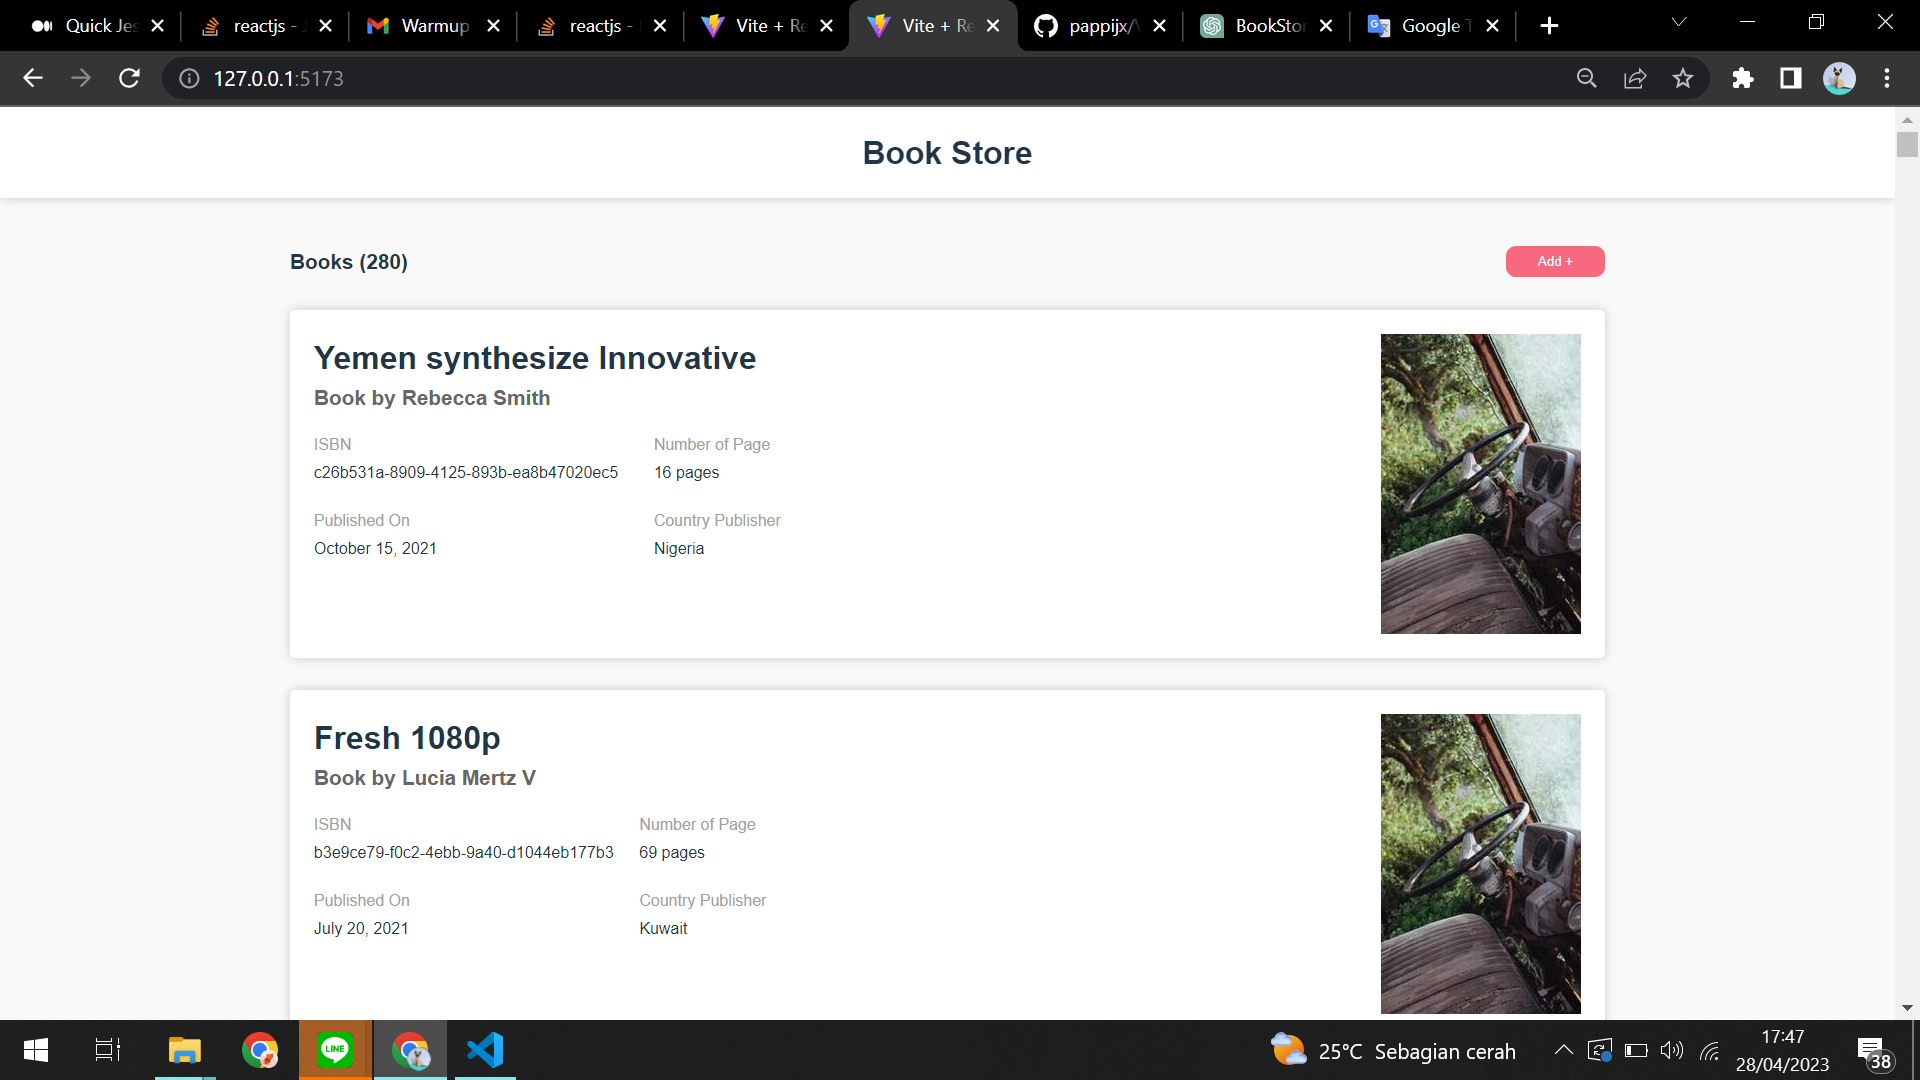 Quick Jes
reactjs - J
Warmup
reactjs -
Vite + Re
Vite + Re
pappijx/
BookStor
Google T
127.0.0.1:5173
Book Store
Books (280)
Add +
Yemen synthesize Innovative
Book by Rebecca Smith
ISBN
Number of Page
c26b531a-8909-4125-893b-ea8b47020ec5
16 pages
Published On
Country Publisher
October 15, 2021
Nigeria
Fresh 1080p
Book by Lucia Mertz V
ISBN
Number of Page
b3e9ce79-f0c2-4ebb-9a40-d1044eb177b3
69 pages
Published On
Country Publisher
July 20, 2021
Kuwait
LINE
25°C Sebagian cerah
17:47
28/04/2023
38